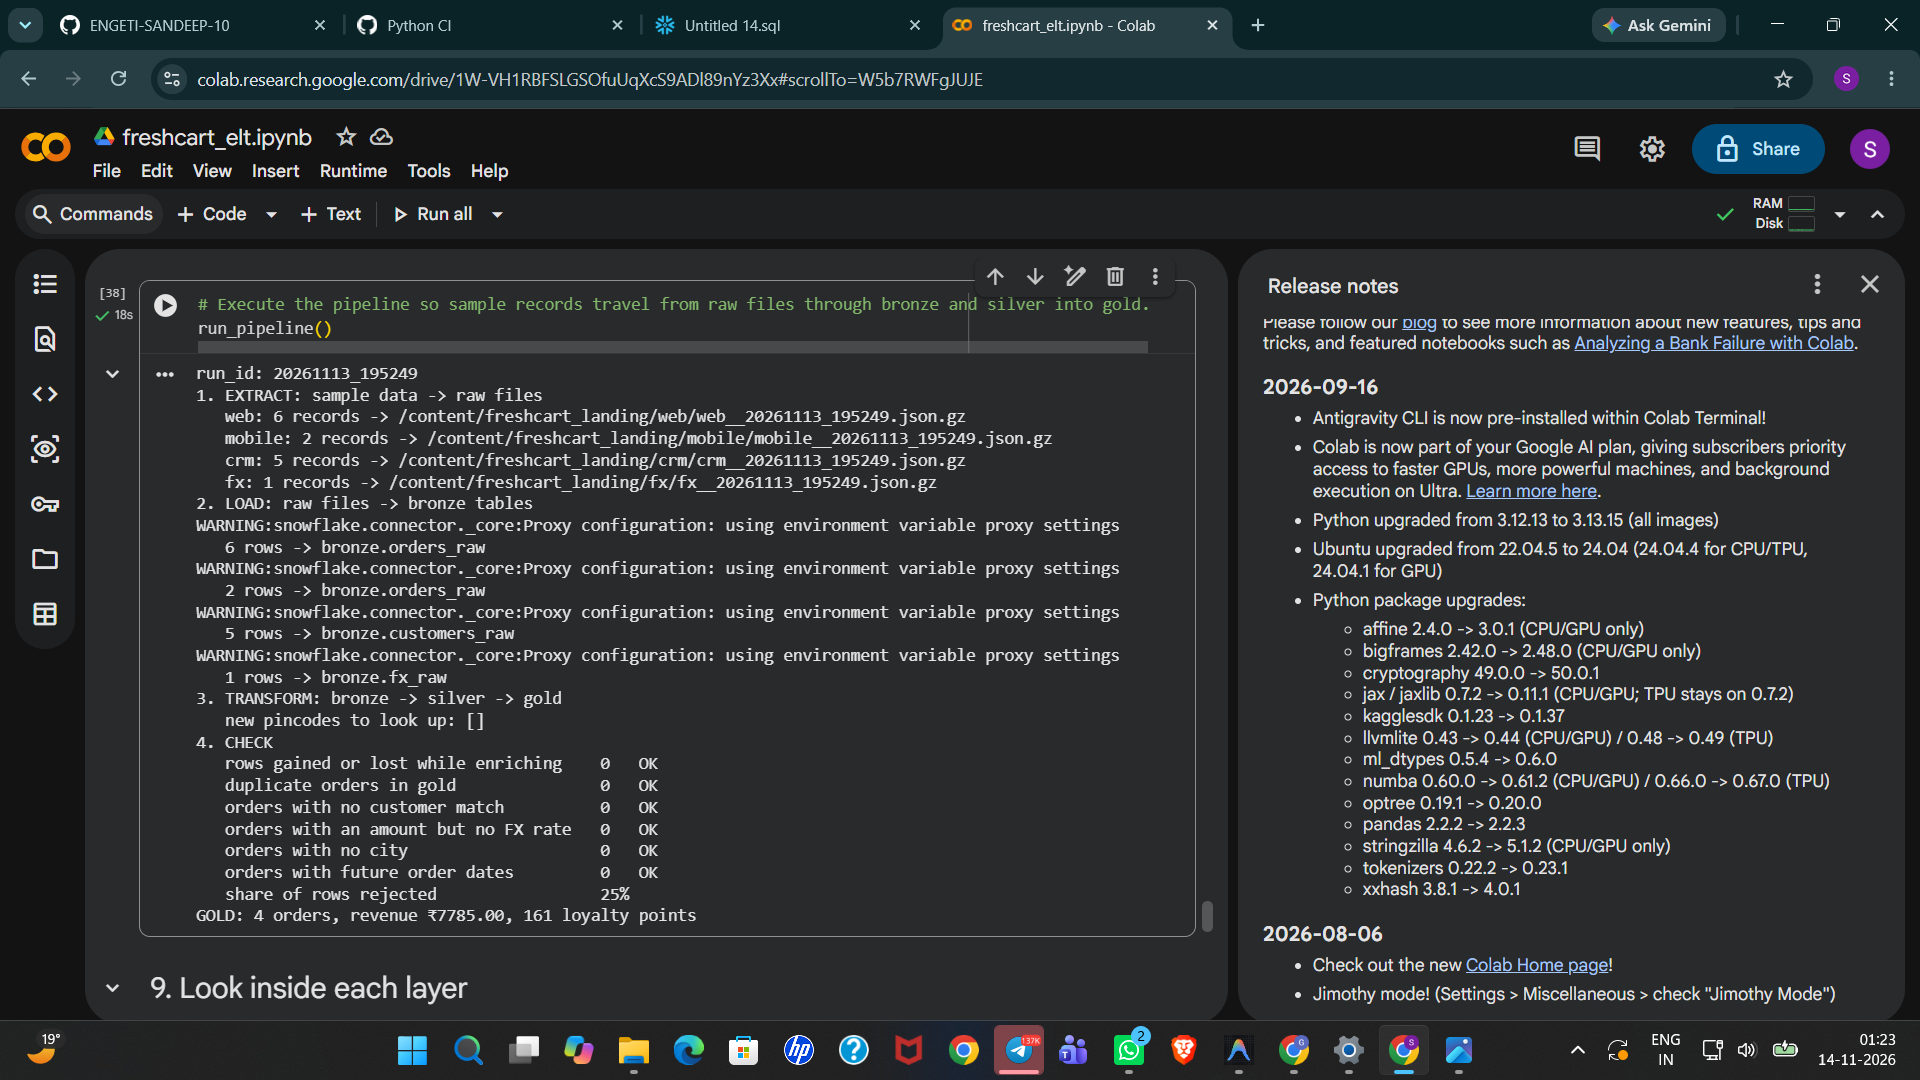 ENGETI-SANDEEP-10
Python CI
Untitled 14.sql
freshcart_elt.ipynb - Colab
Ask Gemini
colab.research.google.com/drive/1W-VH1RBFSLGSOfuUqXcS9ADl89nYz3Xx#scrollTo=W5b7RWFgJUJE
S
freshcart_elt.ipynb
File Edit View Insert Runtime Tools Help
Share
S
Commands + Code + Text Run all
RAM
Disk
[38]
18s
# Execute the pipeline so sample records travel from raw files through bronze and silver into gold.
run_pipeline()
run_id: 20261113_195249
1. EXTRACT: sample data -> raw files
web: 6 records -> /content/freshcart_landing/web/web__20261113_195249.json.gz
mobile: 2 records -> /content/freshcart_landing/mobile/mobile__20261113_195249.json.gz
crm: 5 records -> /content/freshcart_landing/crm/crm__20261113_195249.json.gz
fx: 1 records -> /content/freshcart_landing/fx/fx__20261113_195249.json.gz
2. LOAD: raw files -> bronze tables
WARNING:snowflake.connector._core:Proxy configuration: using environment variable proxy settings
6 rows -> bronze.orders_raw
WARNING:snowflake.connector._core:Proxy configuration: using environment variable proxy settings
2 rows -> bronze.orders_raw
WARNING:snowflake.connector._core:Proxy configuration: using environment variable proxy settings
5 rows -> bronze.customers_raw
WARNING:snowflake.connector._core:Proxy configuration: using environment variable proxy settings
1 rows -> bronze.fx_raw
3. TRANSFORM: bronze -> silver -> gold
new pincodes to look up: []
4. CHECK
rows gained or lost while enriching 0 OK
duplicate orders in gold 0 OK
orders with no customer match 0 OK
orders with an amount but no FX rate 0 OK
orders with no city 0 OK
orders with future order dates 0 OK
share of rows rejected 25%
GOLD: 4 orders, revenue ₹7785.00, 161 loyalty points
9. Look inside each layer
Release notes
Please follow our blog to see more information about new features, tips and
tricks, and featured notebooks such as Analyzing a Bank Failure with Colab.
2026-09-16
• Antigravity CLI is now pre-installed within Colab Terminal!
• Colab is now part of your Google AI plan, giving subscribers priority
access to faster GPUs, more powerful machines, and background
execution on Ultra. Learn more here.
• Python upgraded from 3.12.13 to 3.13.15 (all images)
• Ubuntu upgraded from 22.04.5 to 24.04 (24.04.4 for CPU/TPU,
24.04.1 for GPU)
• Python package upgrades:
affine 2.4.0 -> 3.0.1 (CPU/GPU only)
bigframes 2.42.0 -> 2.48.0 (CPU/GPU only)
cryptography 49.0.0 -> 50.0.1
jax / jaxlib 0.7.2 -> 0.11.1 (CPU/GPU; TPU stays on 0.7.2)
kagglesdk 0.1.23 -> 0.1.37
llvmlite 0.43 -> 0.44 (CPU/GPU) / 0.48 -> 0.49 (TPU)
ml_dtypes 0.5.4 -> 0.6.0
numba 0.60.0 -> 0.61.2 (CPU/GPU) / 0.66.0 -> 0.67.0 (TPU)
optree 0.19.1 -> 0.20.0
pandas 2.2.2 -> 2.2.3
stringzilla 4.6.2 -> 5.1.2 (CPU/GPU only)
tokenizers 0.22.2 -> 0.23.1
xxhash 3.8.1 -> 4.0.1
2026-08-06
• Check out the new Colab Home page!
• Jimothy mode! (Settings > Miscellaneous > check "Jimothy Mode")
19°
hp
137K
2
ENG
IN
01:23
14-11-2026